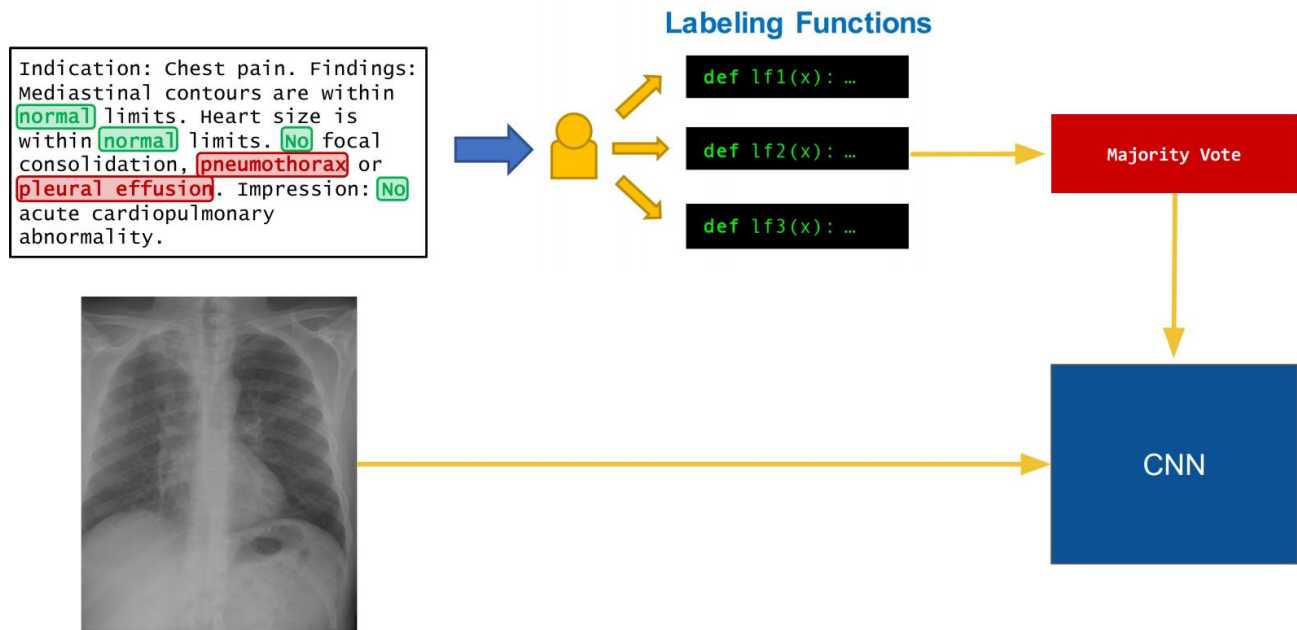 Labeling Functions
Indication: Chest pain. Findings:
Mediastinal contours are within
normal limits. Heart size is
within normal limits. No focal
consolidation, pneumothorax or
pleural effusion. Impression: No
acute cardiopulmonary
abnormality.
def lf1(x): …
def lf2(x): …
def lf3(x): …
Majority Vote
CNN